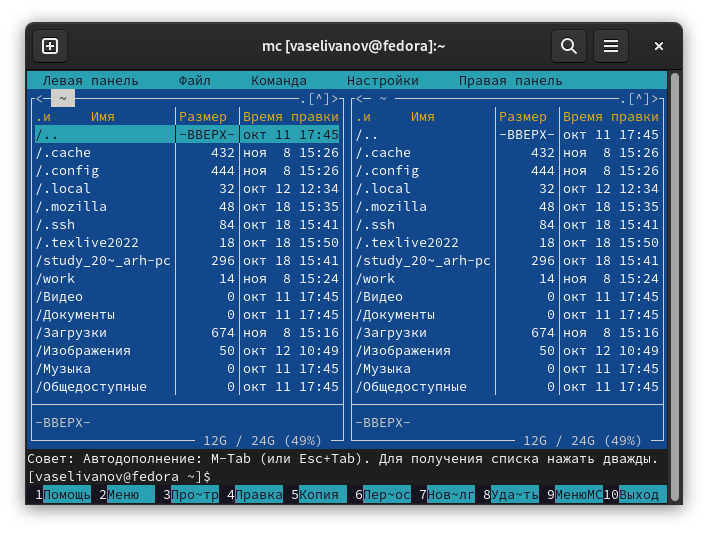 mc [vaselivanov@fedora]:~
Левая панель Файл Команда Настройки Правая панель
<─ ~ .[^]> <─ ~ .[^]>
.и Имя Размер Время правки .и Имя Размер Время правки
/.. -ВВЕРХ- окт 11 17:45 /.. -ВВЕРХ- окт 11 17:45
/.cache 432 ноя 8 15:26 /.cache 432 ноя 8 15:26
/.config 444 ноя 8 15:26 /.config 444 ноя 8 15:26
/.local 32 окт 12 12:34 /.local 32 окт 12 12:34
/.mozilla 48 окт 18 15:35 /.mozilla 48 окт 18 15:35
/.ssh 84 окт 18 15:41 /.ssh 84 окт 18 15:41
/.texlive2022 18 окт 18 15:50 /.texlive2022 18 окт 18 15:50
/study_20~_arh-pc 296 окт 18 15:41 /study_20~_arh-pc 296 окт 18 15:41
/work 14 ноя 8 15:24 /work 14 ноя 8 15:24
/Видео 0 окт 11 17:45 /Видео 0 окт 11 17:45
/Документы 0 окт 11 17:45 /Документы 0 окт 11 17:45
/Загрузки 674 ноя 8 15:16 /Загрузки 674 ноя 8 15:16
/Изображения 50 окт 12 10:49 /Изображения 50 окт 12 10:49
/Музыка 0 окт 11 17:45 /Музыка 0 окт 11 17:45
/Общедоступные 0 окт 11 17:45 /Общедоступные 0 окт 11 17:45
-ВВЕРХ- -ВВЕРХ-
12G / 24G (49%) 12G / 24G (49%)
Совет: Автодополнение: M-Tab (или Esc+Tab). Для получения списка нажать дважды.
[vaselivanov@fedora ~]$
1Помощь 2Меню 3Про~тр 4Правка 5Копия 6Пер~ос 7Нов~лг 8Уда~ть 9МенюMC 10Выход